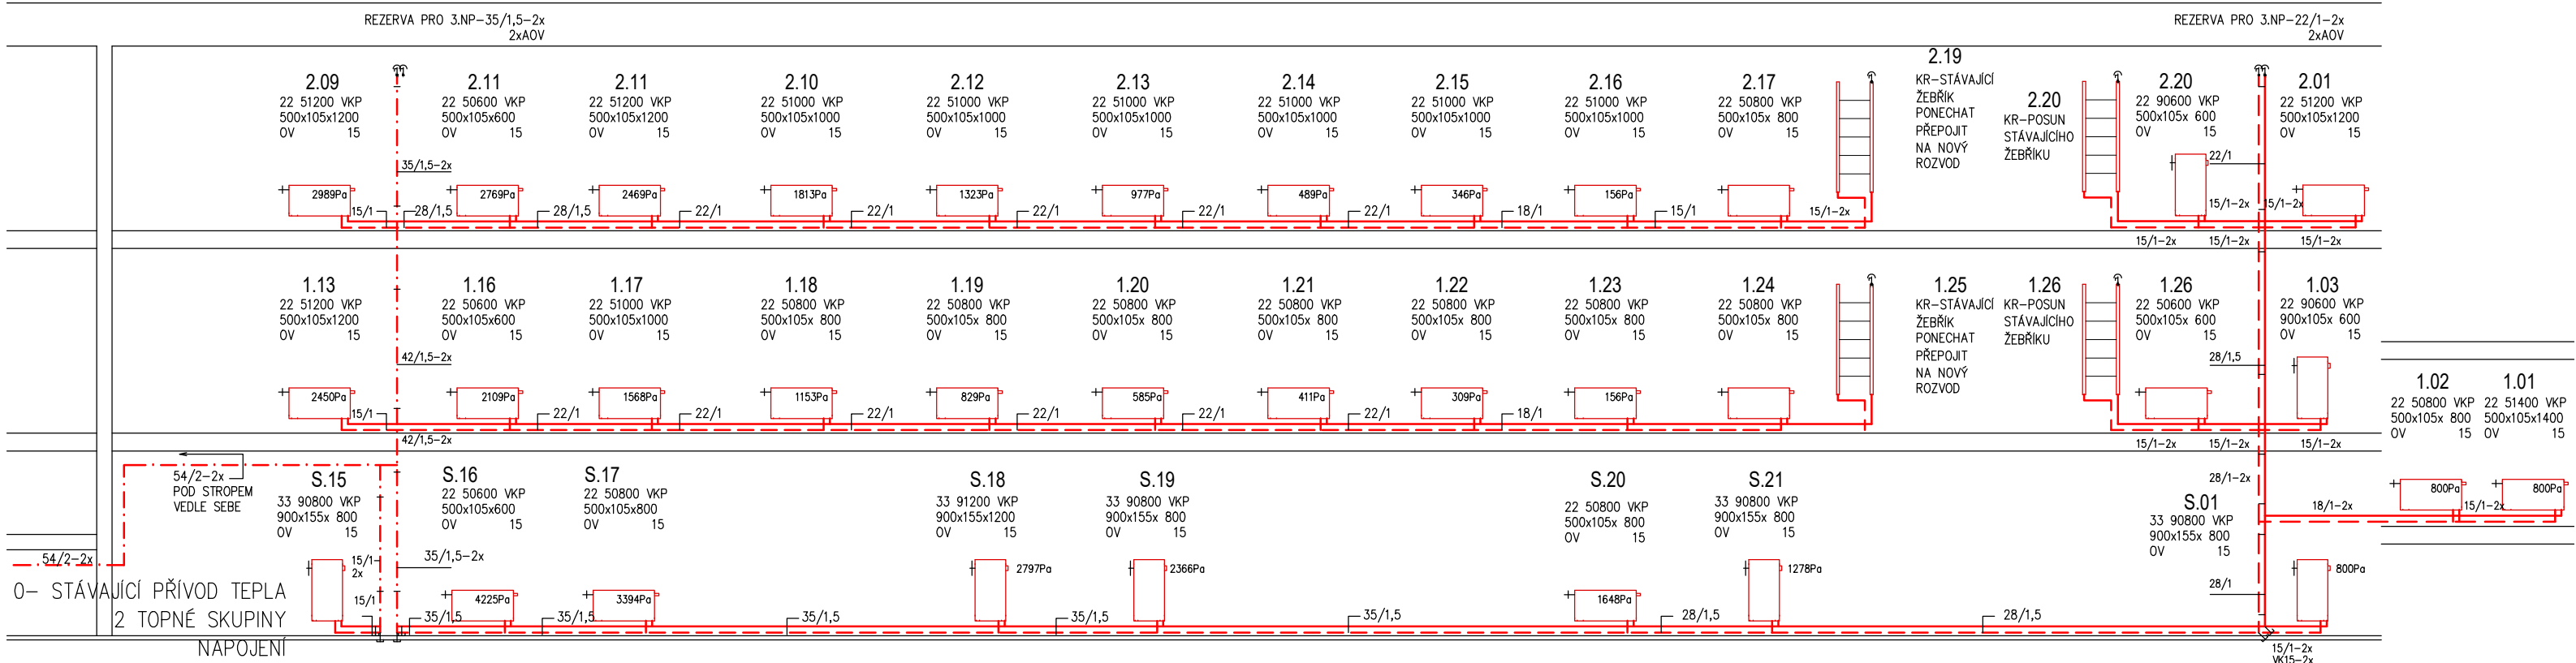 REZERVA PRO 3.NP-35/1,5-2x
2xAOV
REZERVA PRO 3.NP-22/1-2x
2xAOV
2.09
22 51200 VKP
500x105x1200
OV 15
2.11
22 50600 VKP
500x105x600
OV 15
2.11
22 51200 VKP
500x105x1200
OV 15
2.10
22 51000 VKP
500x105x1000
OV 15
2.12
22 51000 VKP
500x105x1000
OV 15
2.13
22 51000 VKP
500x105x1000
OV 15
2.14
22 51000 VKP
500x105x1000
OV 15
2.15
22 51000 VKP
500x105x1000
OV 15
2.16
22 51000 VKP
500x105x1000
OV 15
2.17
22 50800 VKP
500x105x 800
OV 15
2.19
KR-STÁVAJÍCÍ
ŽEBŘÍK
PONECHAT
PŘEPOJIT
NA NOVÝ
ROZVOD
2.20
KR-POSUN
STÁVAJÍCÍHO
ŽEBŘÍKU
2.20
22 90600 VKP
500x105x 600
OV 15
2.01
22 51200 VKP
500x105x1200
OV 15
35/1,5-2x
22/1
2989Pa
2769Pa
2469Pa
1813Pa
1323Pa
977Pa
489Pa
346Pa
156Pa
15/1
28/1,5
28/1,5
22/1
22/1
22/1
22/1
22/1
18/1
15/1
15/1-2x
15/1-2x
15/1-2x
15/1-2x
15/1-2x
15/1-2x
1.13
22 51200 VKP
500x105x1200
OV 15
1.16
22 50600 VKP
500x105x600
OV 15
1.17
22 51000 VKP
500x105x1000
OV 15
1.18
22 50800 VKP
500x105x 800
OV 15
1.19
22 50800 VKP
500x105x 800
OV 15
1.20
22 50800 VKP
500x105x 800
OV 15
1.21
22 50800 VKP
500x105x 800
OV 15
1.22
22 50800 VKP
500x105x 800
OV 15
1.23
22 50800 VKP
500x105x 800
OV 15
1.24
22 50800 VKP
500x105x 800
OV 15
1.25
KR-STÁVAJÍCÍ
ŽEBŘÍK
PONECHAT
PŘEPOJIT
NA NOVÝ
ROZVOD
1.26
KR-POSUN
STÁVAJÍCÍHO
ŽEBŘÍKU
1.26
22 50600 VKP
500x105x 600
OV 15
1.03
22 90600 VKP
900x105x 600
OV 15
42/1,5-2x
28/1,5
2450Pa
2109Pa
1568Pa
1153Pa
829Pa
585Pa
411Pa
309Pa
156Pa
15/1
22/1
22/1
22/1
22/1
22/1
22/1
18/1
42/1,5-2x
15/1-2x
15/1-2x
15/1-2x
1.02
22 50800 VKP
500x105x 800
OV 15
1.01
22 51400 VKP
500x105x1400
OV 15
800Pa
800Pa
18/1-2x
15/1-2x
28/1-2x
54/2-2x
POD STROPEM
VEDLE SEBE
S.15
33 90800 VKP
900x155x 800
OV 15
S.16
22 50600 VKP
500x105x600
OV 15
S.17
22 50800 VKP
500x105x800
OV 15
S.18
33 91200 VKP
900x155x1200
OV 15
S.19
33 90800 VKP
900x155x 800
OV 15
S.20
22 50800 VKP
500x105x 800
OV 15
S.21
33 90800 VKP
900x155x 800
OV 15
S.01
33 90800 VKP
900x155x 800
OV 15
54/2-2x
15/1-
2x
35/1,5-2x
2797Pa
2366Pa
1278Pa
800Pa
28/1
15/1
4225Pa
3394Pa
1648Pa
35/1,5
35/1,5
35/1,5
35/1,5
35/1,5
28/1,5
28/1,5
O- STÁVAJÍCÍ PŘÍVOD TEPLA
2 TOPNÉ SKUPINY
NAPOJENÍ
15/1-2x
VK15-2x